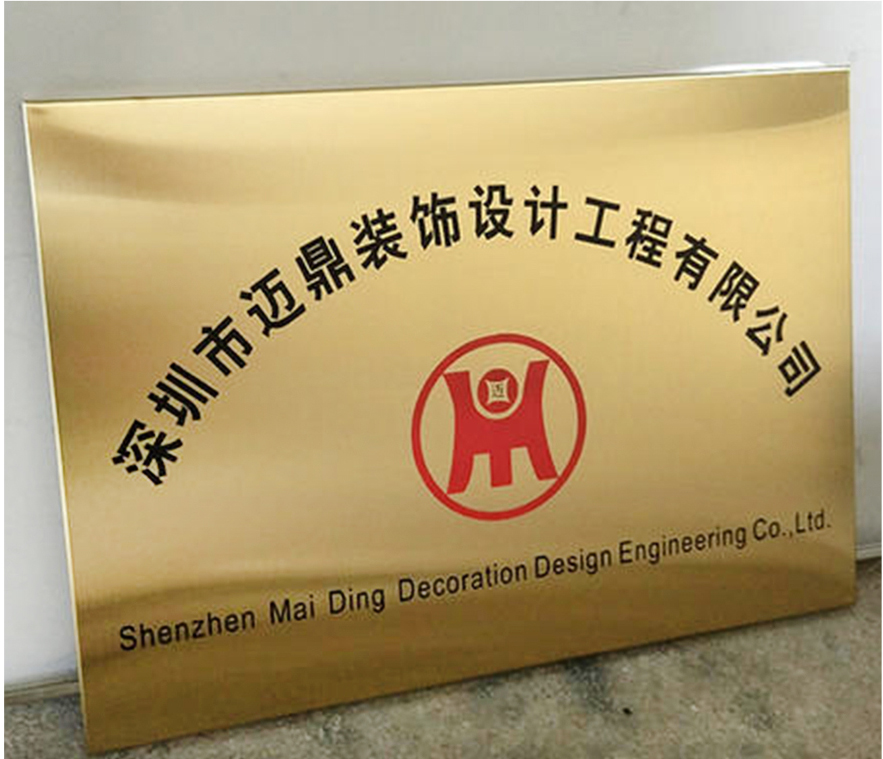 深圳市迈鼎装饰设计工程有限公司
迈
Shenzhen Mai Ding Decoration Design Engineering Co.,Ltd.